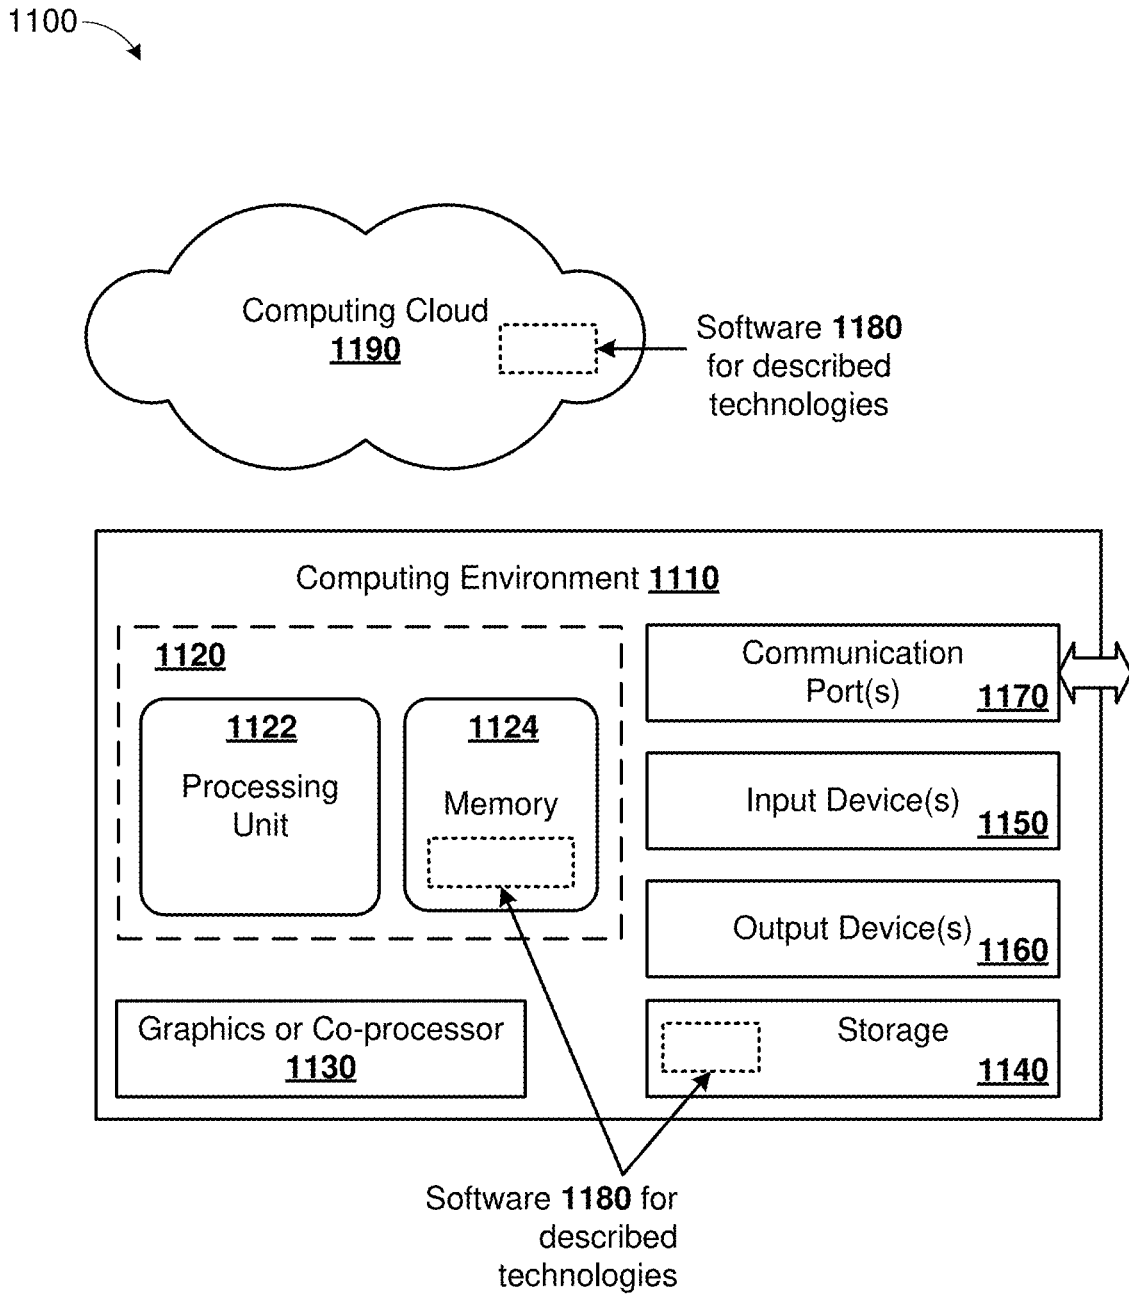 1100
Computing Cloud
1190
Software 1180
for described
technologies
Computing Environment 1110
1120
1122
Processing
Unit
1124
Memory
Communication
Port(s)
1170
Input Device(s)
1150
Output Device(s)
1160
Graphics or Co-processor
1130
Storage
1140
Software 1180 for
described
technologies